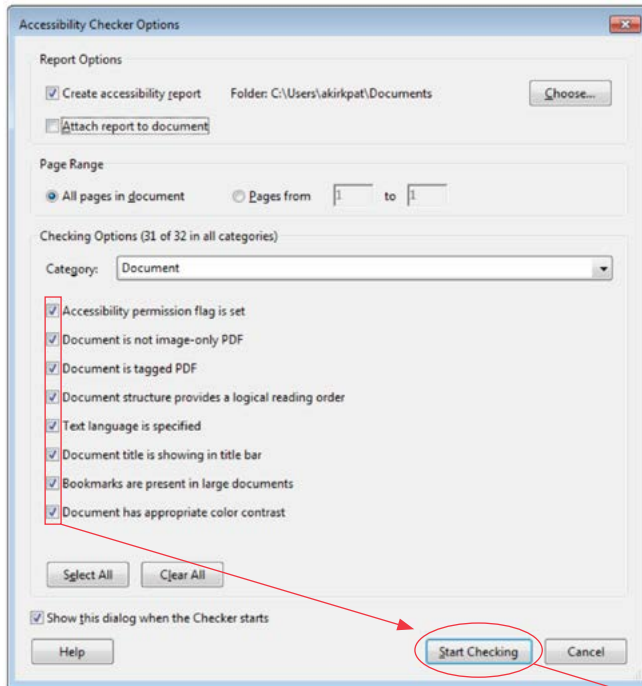 Accessibility Checker Options
Report Options
Create accessibility report Folder: C:\Users\akirkpat\Documents Choose...
Attach report to document
Page Range
All pages in document Pages from 1 to 1
Checking Options (31 of 32 in all categories)
Category: Document
Accessibility permission flag is set
Document is not image-only PDF
Document is tagged PDF
Document structure provides a logical reading order
Text language is specified
Document title is showing in title bar
Bookmarks are present in large documents
Document has appropriate color contrast
Select All Clear All
Show this dialog when the Checker starts
Help Start Checking Cancel